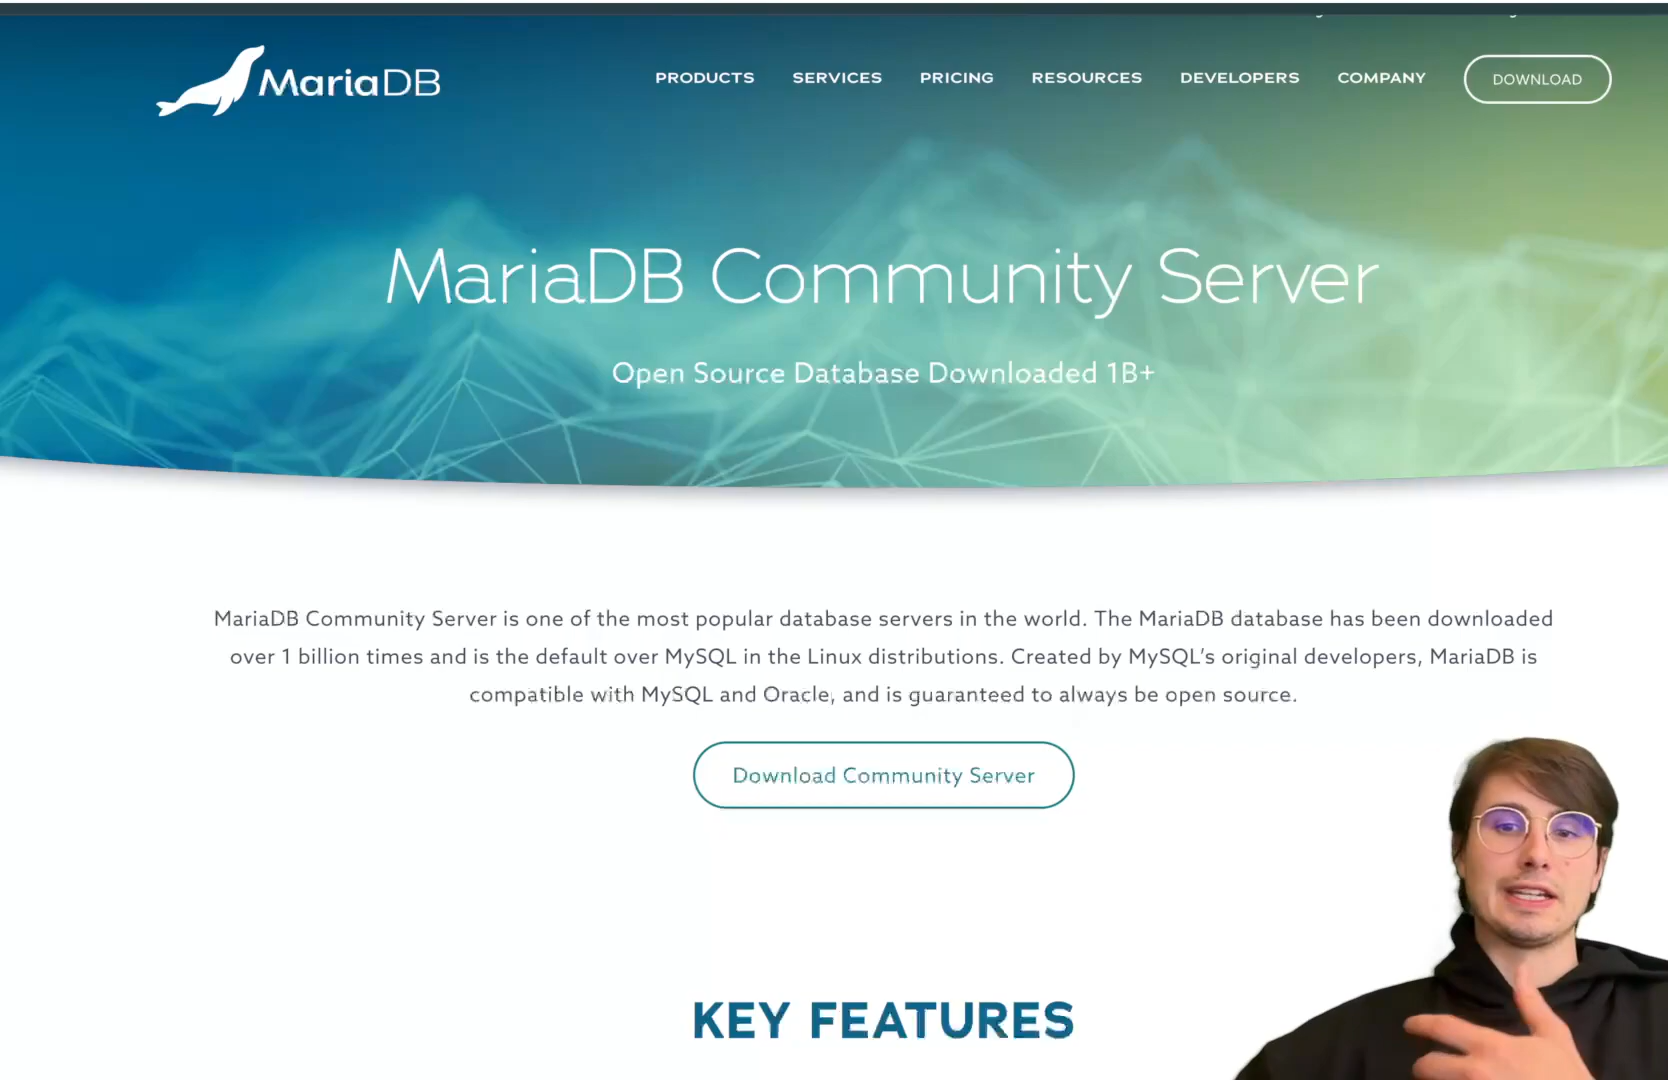 MariaDB
PRODUCTS
SERVICES
PRICING
RESOURCES
DEVELOPERS
COMPANY
DOWNLOAD
MariaDB Community Server
Open Source Database Downloaded 1B+
MariaDB Community Server is one of the most popular database servers in the world. The MariaDB database has been downloaded
over 1 billion times and is the default over MySQL in the Linux distributions. Created by MySQL’s original developers, MariaDB is
compatible with MySQL and Oracle, and is guaranteed to always be open source.
Download Community Server
KEY FEATURES